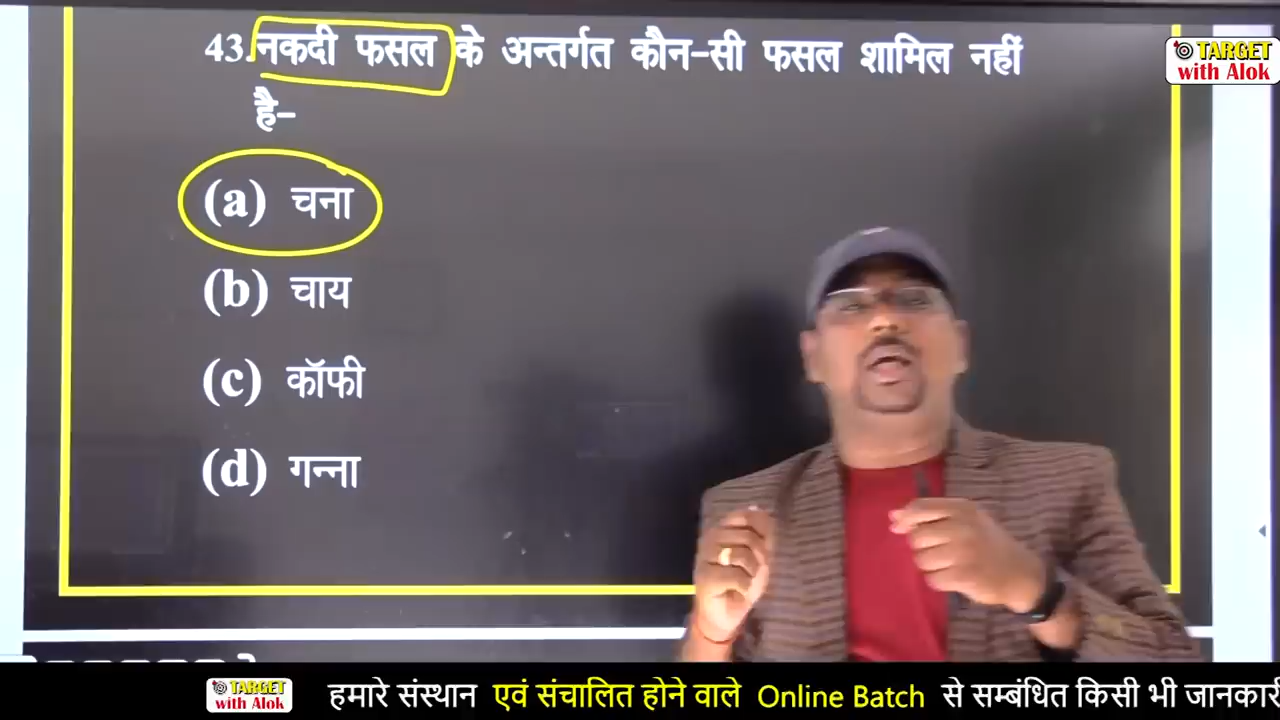 43.नकदी फसल के अन्तर्गत कौन-सी फसल शामिल नहीं
है-
TARGET
with Alok
(a) चना
(b) चाय
(c) कॉफी
(d) गन्ना
TARGET
with Alok
हमारे संस्थान एवं संचालित होने वाले Online Batch से सम्बंधित किसी भी जानकारी